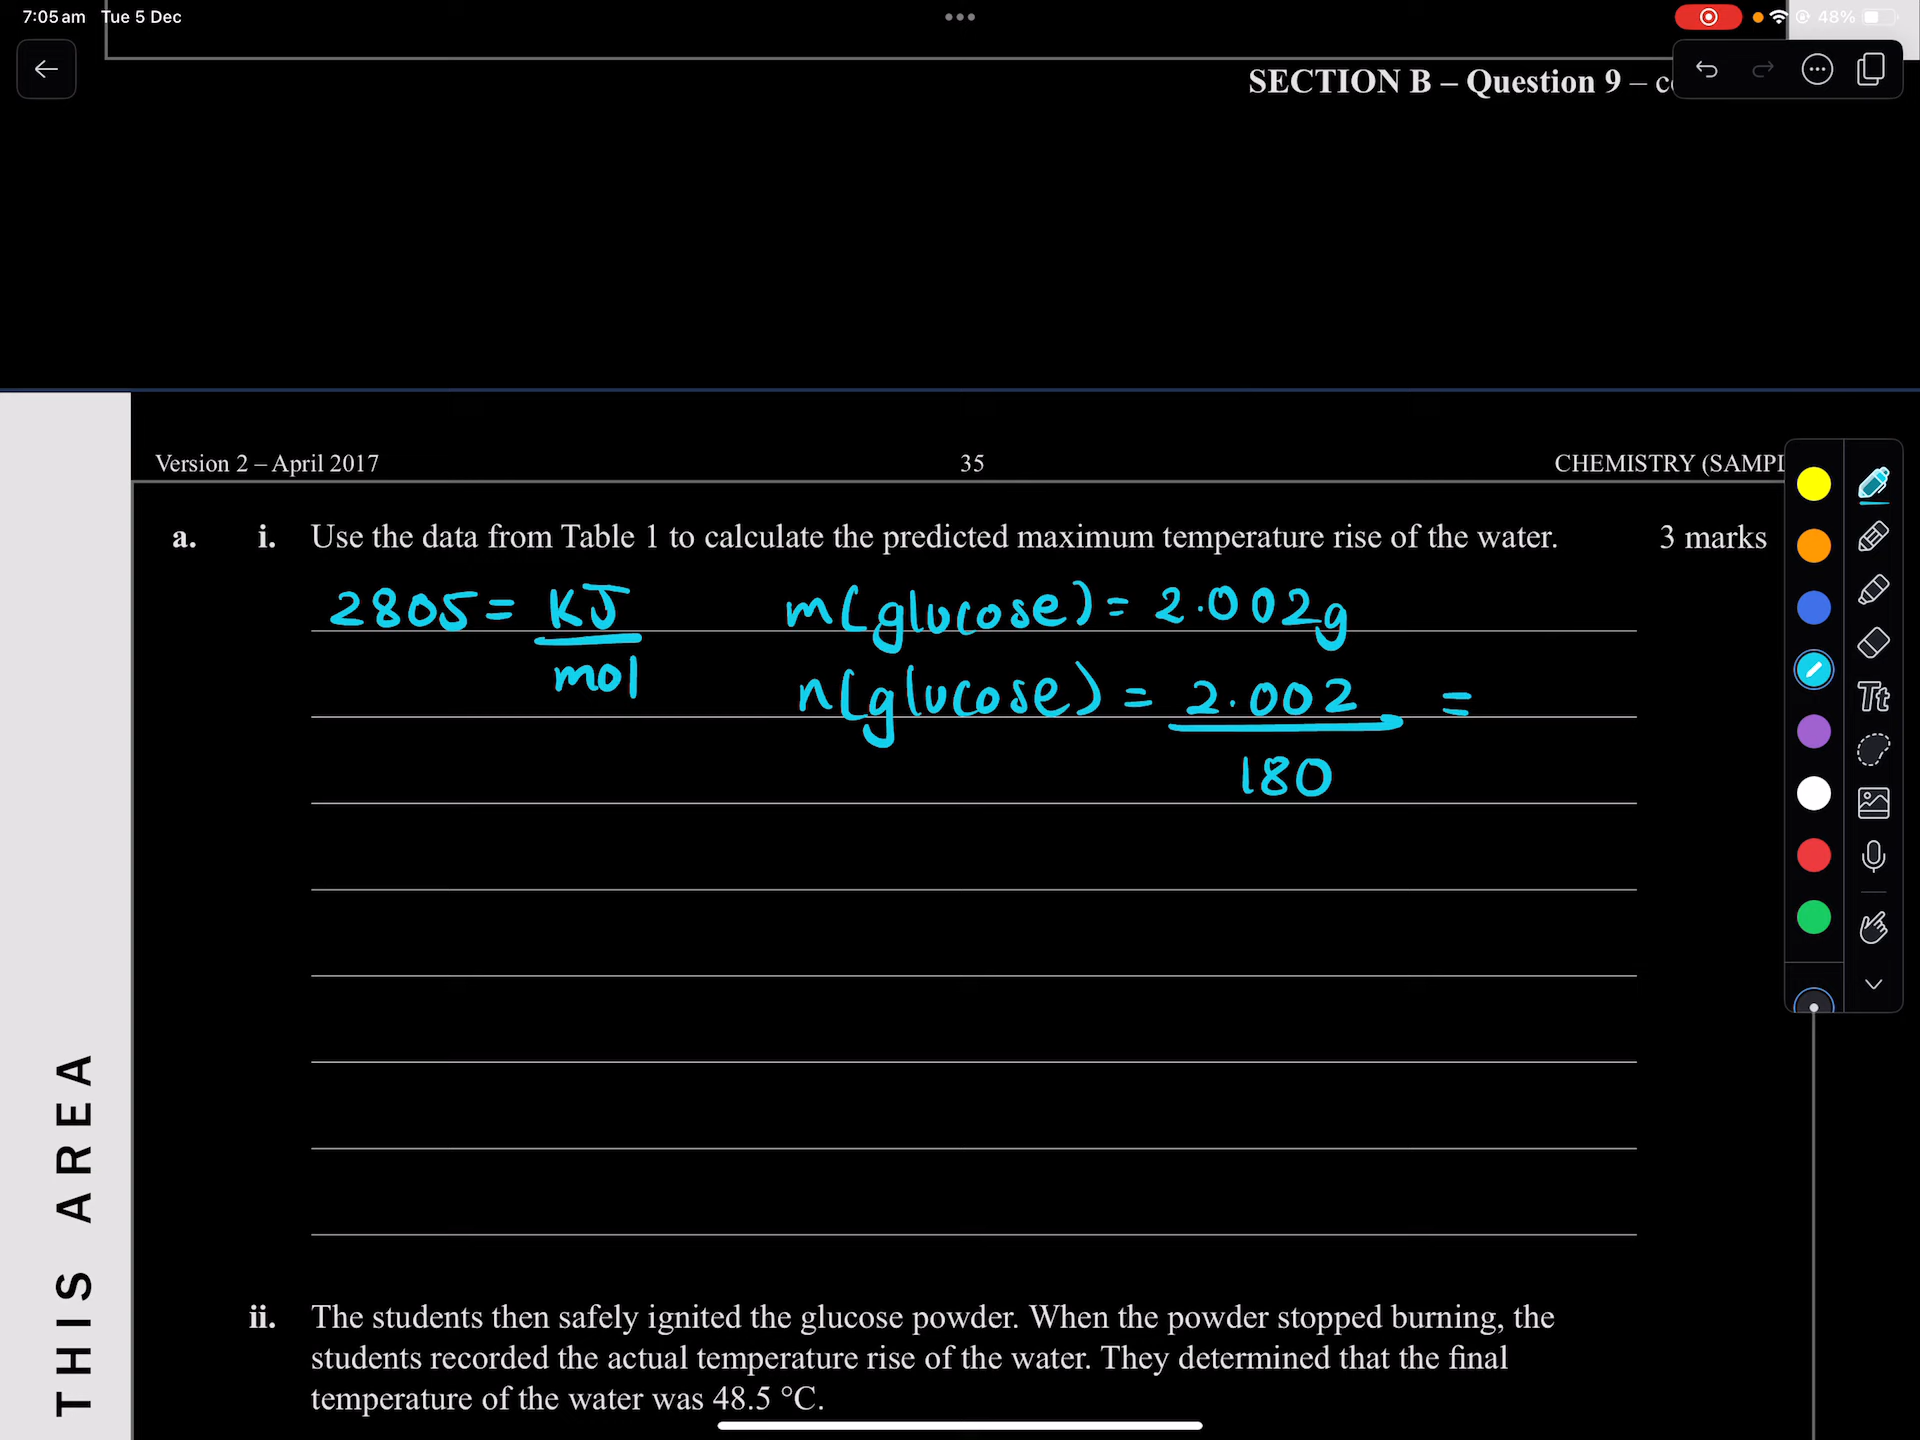 7:05 am Tue 5 Dec
48%
SECTION B – Question 9 –
Version 2 – April 2017 35 CHEMISTRY (SAMPL
a. i. Use the data from Table 1 to calculate the predicted maximum temperature rise of the water. 3 marks
2805 = KJ/mol
m(glucose) = 2.002g
n(glucose) = 2.002/180 =
Tt
THIS AREA
ii. The students then safely ignited the glucose powder. When the powder stopped burning, the
students recorded the actual temperature rise of the water. They determined that the final
temperature of the water was 48.5 °C.